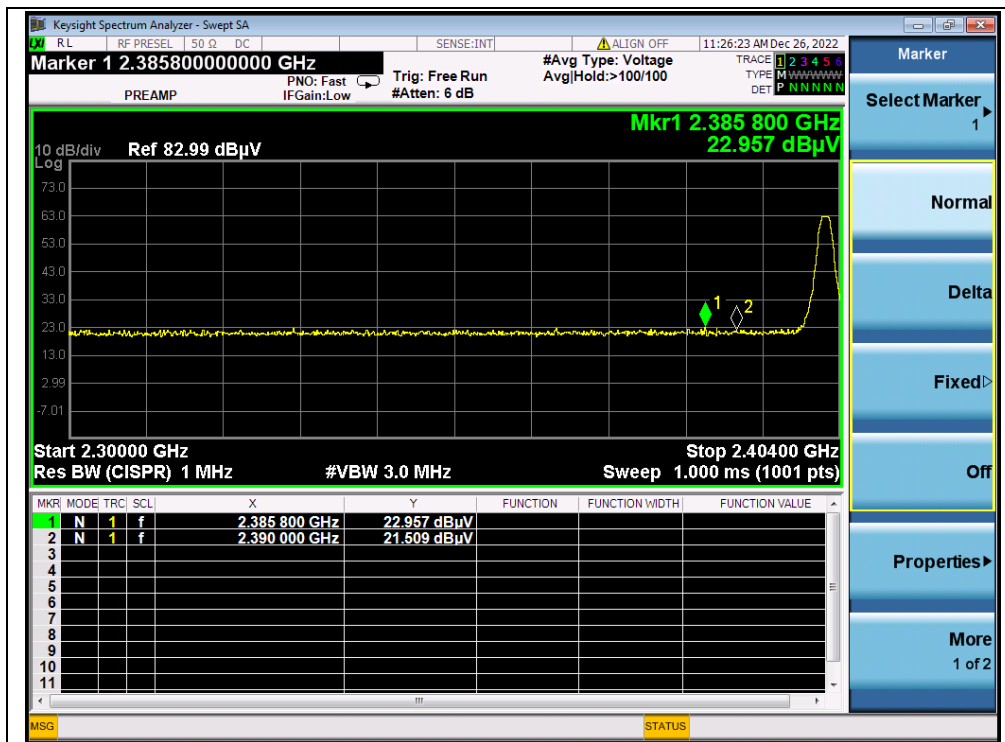 Keysight Spectrum Analyzer - Swept SA
LXI RL RF PRESEL 50 Ω DC SENSE:INT ALIGN OFF 11:26:23 AM Dec 26, 2022
Marker 1 2.385800000000 GHz
PREAMP
PNO: Fast
IFGain:Low
Trig: Free Run
#Atten: 6 dB
#Avg Type: Voltage
Avg|Hold:>100/100
TRACE 1 2 3 4 5 6
TYPE M WWWWW
DET P N N N N N
Mkr1 2.385 800 GHz
22.957 dBµV
10 dB/div Ref 82.99 dBµV
Log
73.0
63.0
53.0
43.0
33.0
23.0
13.0
2.99
-7.01
1
2
Start 2.30000 GHz Stop 2.40400 GHz
Res BW (CISPR) 1 MHz #VBW 3.0 MHz Sweep 1.000 ms (1001 pts)
MKR MODE TRC SCL X Y FUNCTION FUNCTION WIDTH FUNCTION VALUE
1 N 1 f 2.385 800 GHz 22.957 dBµV
2 N 1 f 2.390 000 GHz 21.509 dBµV
3
4
5
6
7
8
9
10
11
MSG STATUS
Marker
Select Marker
1
Normal
Delta
Fixed
Off
Properties
More
1 of 2